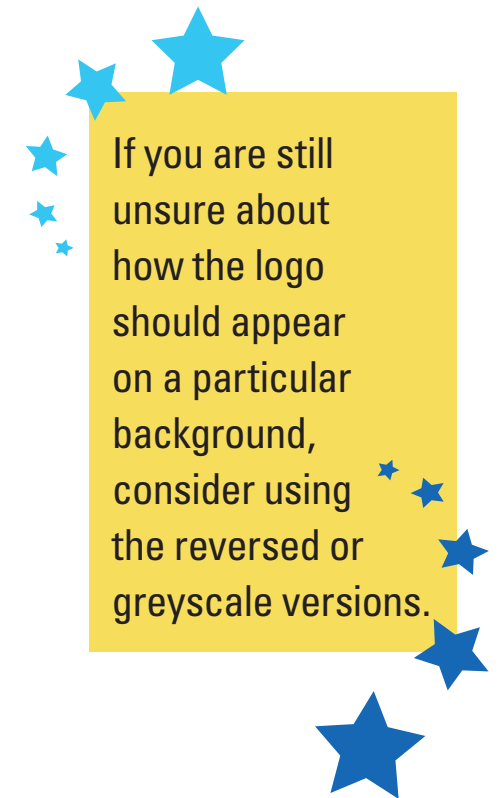 If you are still
unsure about
how the logo
should appear
on a particular
background,
consider using
the reversed or
greyscale versions.